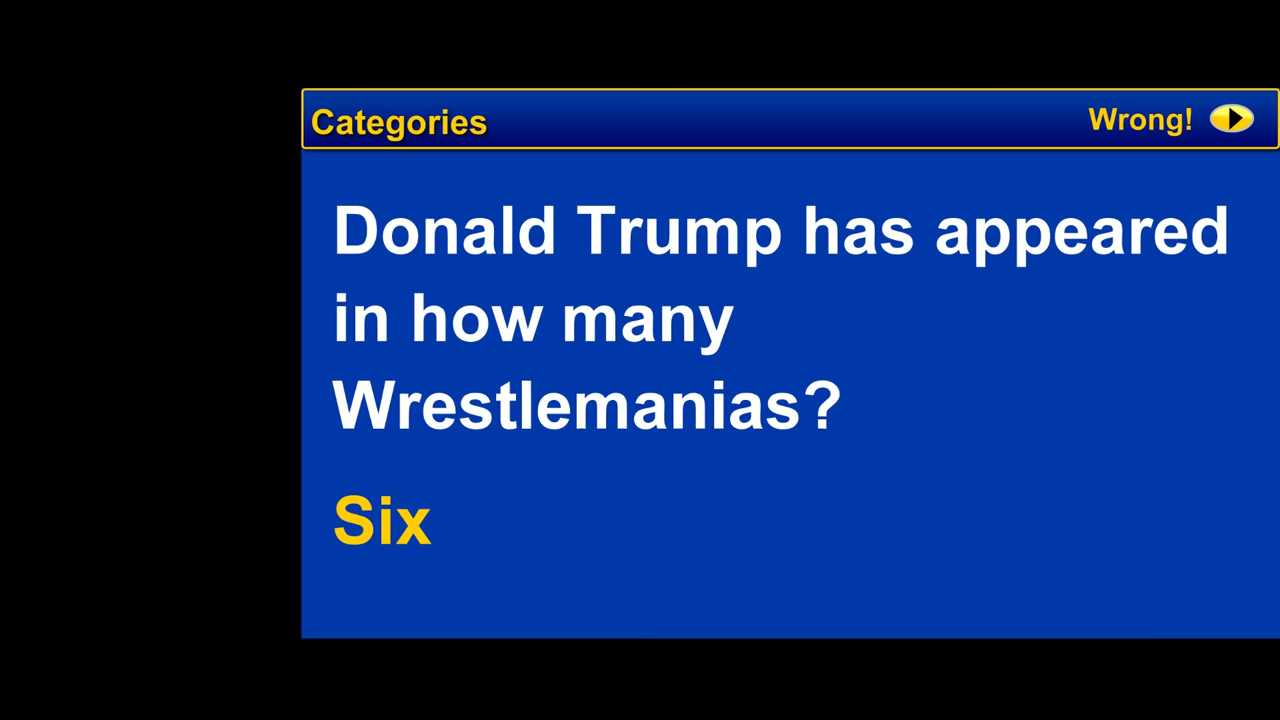 Categories
Wrong!
Donald Trump has appeared
in how many
Wrestlemanias?
Six